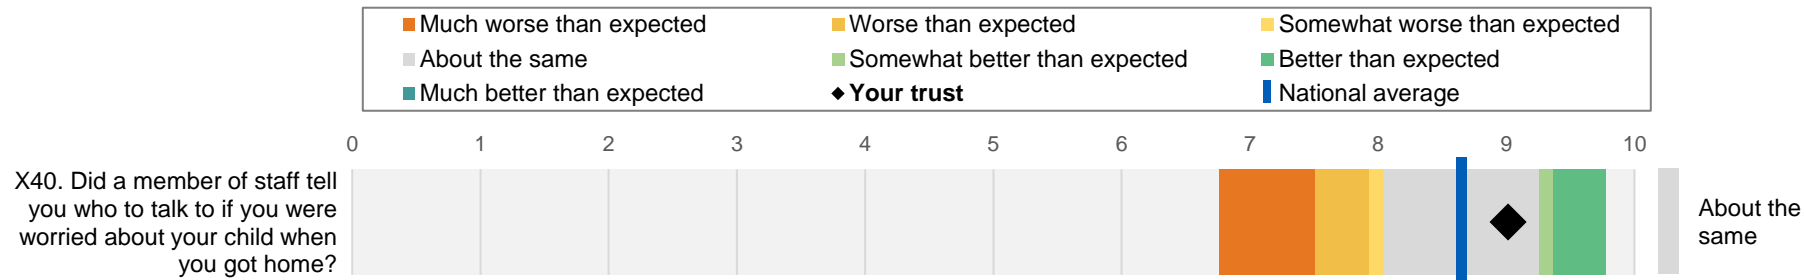 Much worse than expected
Worse than expected
Somewhat worse than expected
About the same
Somewhat better than expected
Better than expected
Much better than expected
Your trust
National average
0 1 2 3 4 5 6 7 8 9 10
X40. Did a member of staff tell
you who to talk to if you were
worried about your child when
you got home?
About the
same